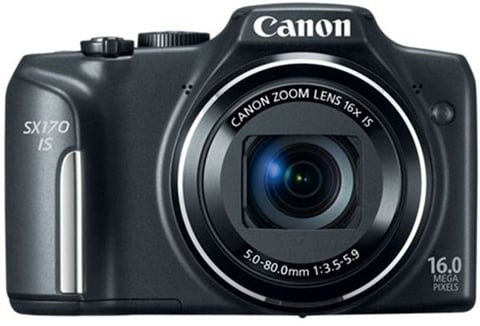 Canon
CANON ZOOM LENS 16x IS
SX170
IS
5.0-80.0mm 1:3.5-5.9
16.0
MEGA
PIXELS